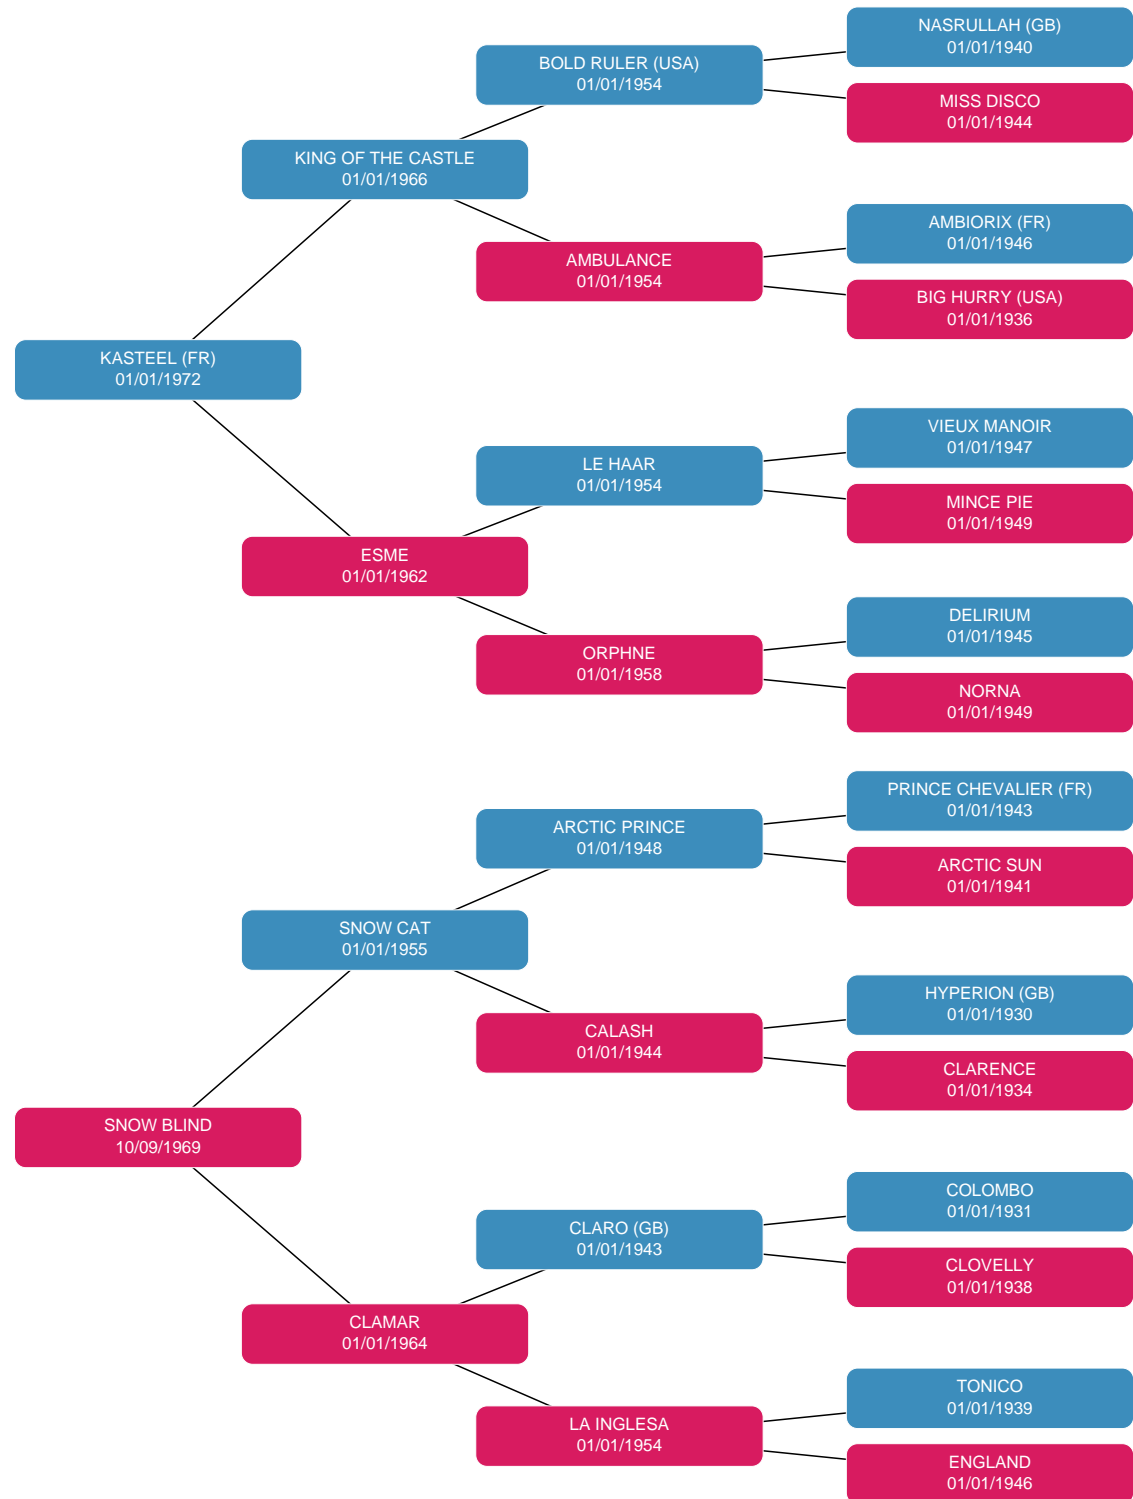 NASRULLAH (GB)
01/01/1940
BOLD RULER (USA)
01/01/1954
MISS DISCO
01/01/1944
KING OF THE CASTLE
01/01/1966
AMBIORIX (FR)
01/01/1946
AMBULANCE
01/01/1954
BIG HURRY (USA)
01/01/1936
KASTEEL (FR)
01/01/1972
VIEUX MANOIR
01/01/1947
LE HAAR
01/01/1954
MINCE PIE
01/01/1949
ESME
01/01/1962
DELIRIUM
01/01/1945
ORPHNE
01/01/1958
NORNA
01/01/1949
PRINCE CHEVALIER (FR)
01/01/1943
ARCTIC PRINCE
01/01/1948
ARCTIC SUN
01/01/1941
SNOW CAT
01/01/1955
HYPERION (GB)
01/01/1930
CALASH
01/01/1944
CLARENCE
01/01/1934
SNOW BLIND
10/09/1969
COLOMBO
01/01/1931
CLARO (GB)
01/01/1943
CLOVELLY
01/01/1938
CLAMAR
01/01/1964
TONICO
01/01/1939
LA INGLESA
01/01/1954
ENGLAND
01/01/1946